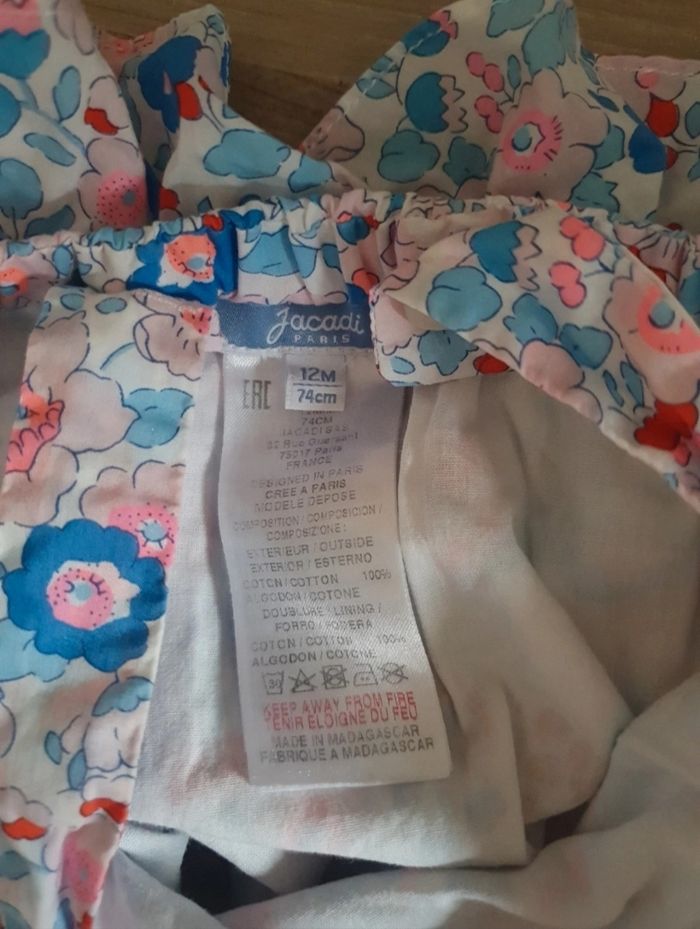 Jacadi
PARIS
12M
74cm
EAC
74CM
JACADI SAS
75017 Paris
FRANCE
DESIGNED IN PARIS
CREE A PARIS
MODELE DEPOSE
COMPOSITION / COMPOSICION /
COMPOSIZIONE :
EXTERIEUR / OUTSIDE
EXTERIOR / ESTERNO
COTON / COTTON 100%
ALGODON / COTONE
DOUBLURE / LINING /
FORRO / FODERA
COTON / COTTON 100%
ALGODON / COTONE
30
KEEP AWAY FROM FIRE
TENIR ELOIGNE DU FEU
MADE IN MADAGASCAR
FABRIQUE A MADAGASCAR